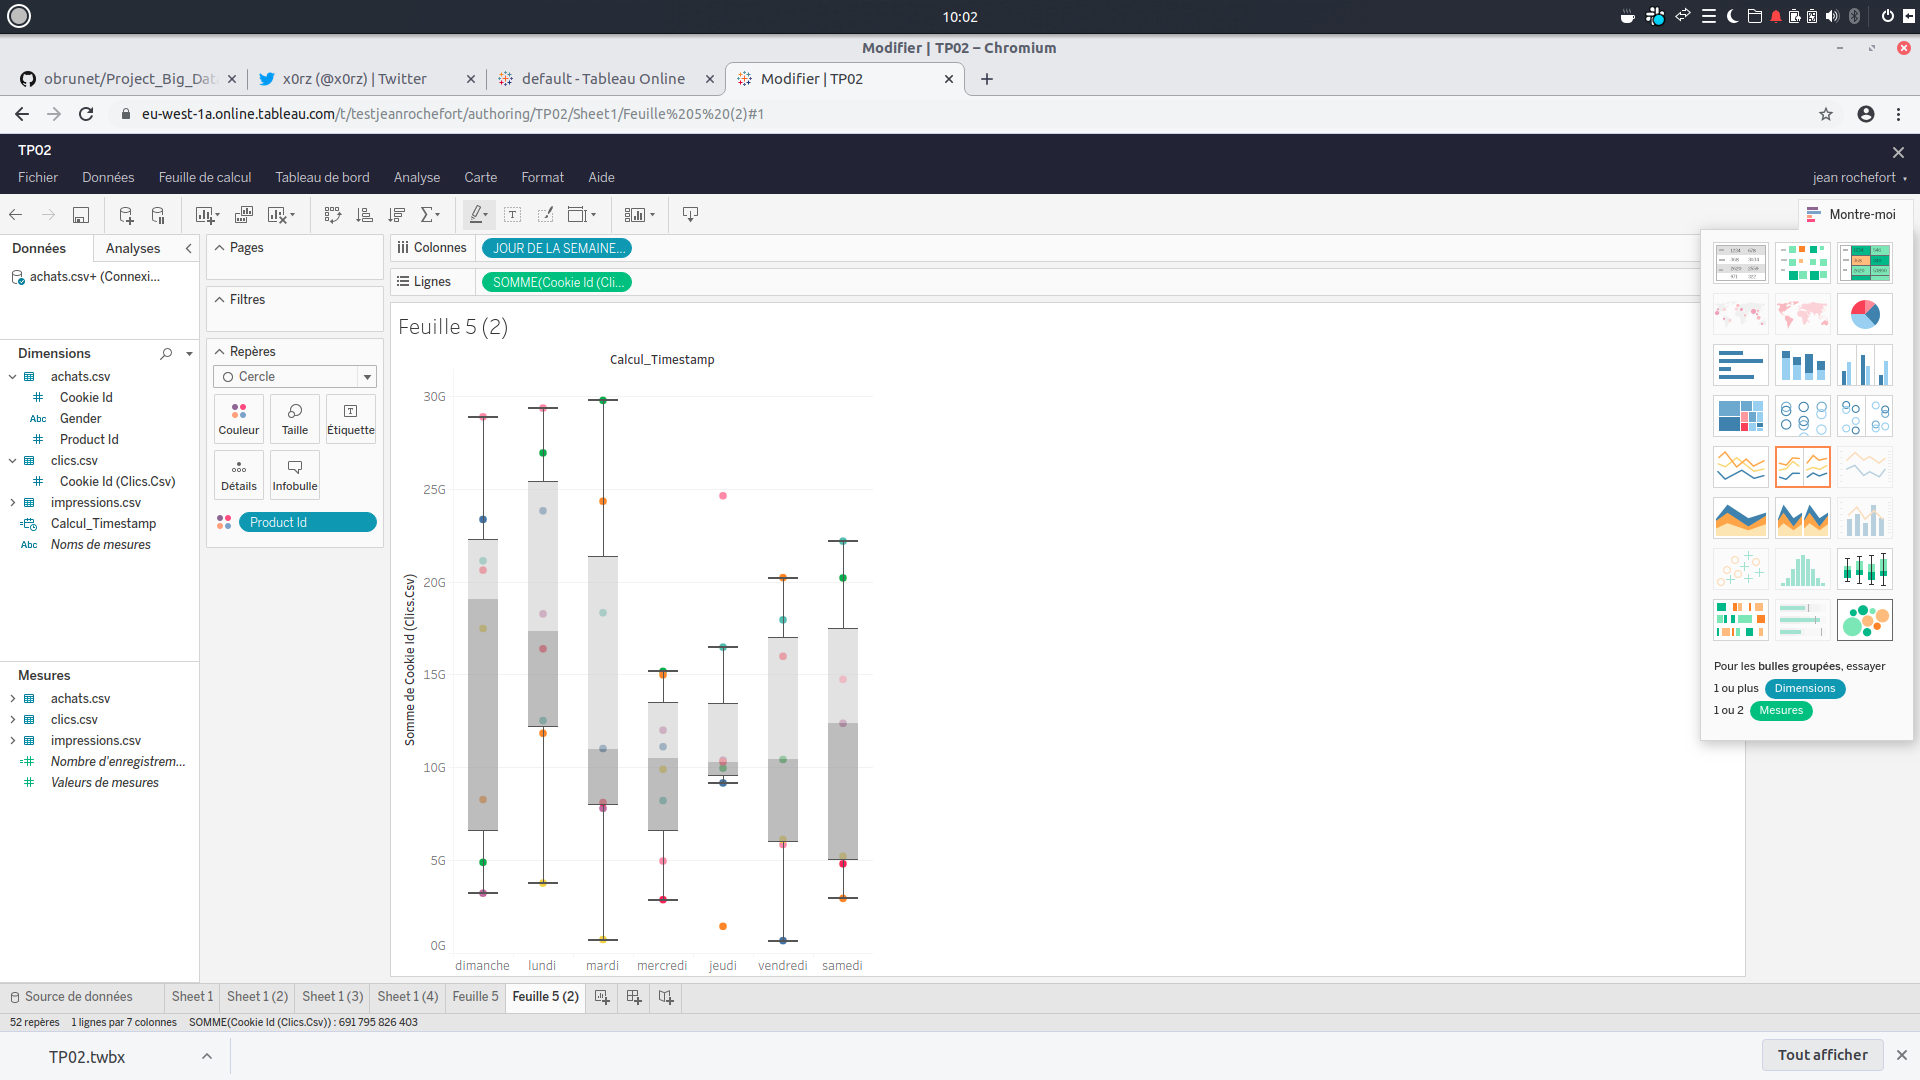 10:02
Modifier | TP02 – Chromium
obrunet/Project_Big_Dat
x0rz (@x0rz) | Twitter
default - Tableau Online
Modifier | TP02
eu-west-1a.online.tableau.com/t/testjeanrochefort/authoring/TP02/Sheet1/Feuille%205%20(2)#1
TP02
Fichier Données Feuille de calcul Tableau de bord Analyse Carte Format Aide
jean rochefort
Montre-moi
Données Analyses
achats.csv+ (Connexi...
Dimensions
achats.csv
Cookie Id
Abc Gender
Product Id
clics.csv
Cookie Id (Clics.Csv)
impressions.csv
Calcul_Timestamp
Abc Noms de mesures
Mesures
achats.csv
clics.csv
impressions.csv
Nombre d'enregistrem...
Valeurs de mesures
Pages
Filtres
Repères
Cercle
Couleur Taille Étiquette
Détails Infobulle
Product Id
Colonnes JOUR DE LA SEMAINE...
Lignes SOMME(Cookie Id (Cli...
Feuille 5 (2)
Calcul_Timestamp
Somme de Cookie Id (Clics.Csv)
30G
25G
20G
15G
10G
5G
0G
dimanche lundi mardi mercredi jeudi vendredi samedi
Pour les bulles groupées, essayer
1 ou plus Dimensions
1 ou 2 Mesures
Source de données Sheet 1 Sheet 1 (2) Sheet 1 (3) Sheet 1 (4) Feuille 5 Feuille 5 (2)
52 repères 1 lignes par 7 colonnes SOMME(Cookie Id (Clics.Csv)) : 691 795 826 403
TP02.twbx
Tout afficher